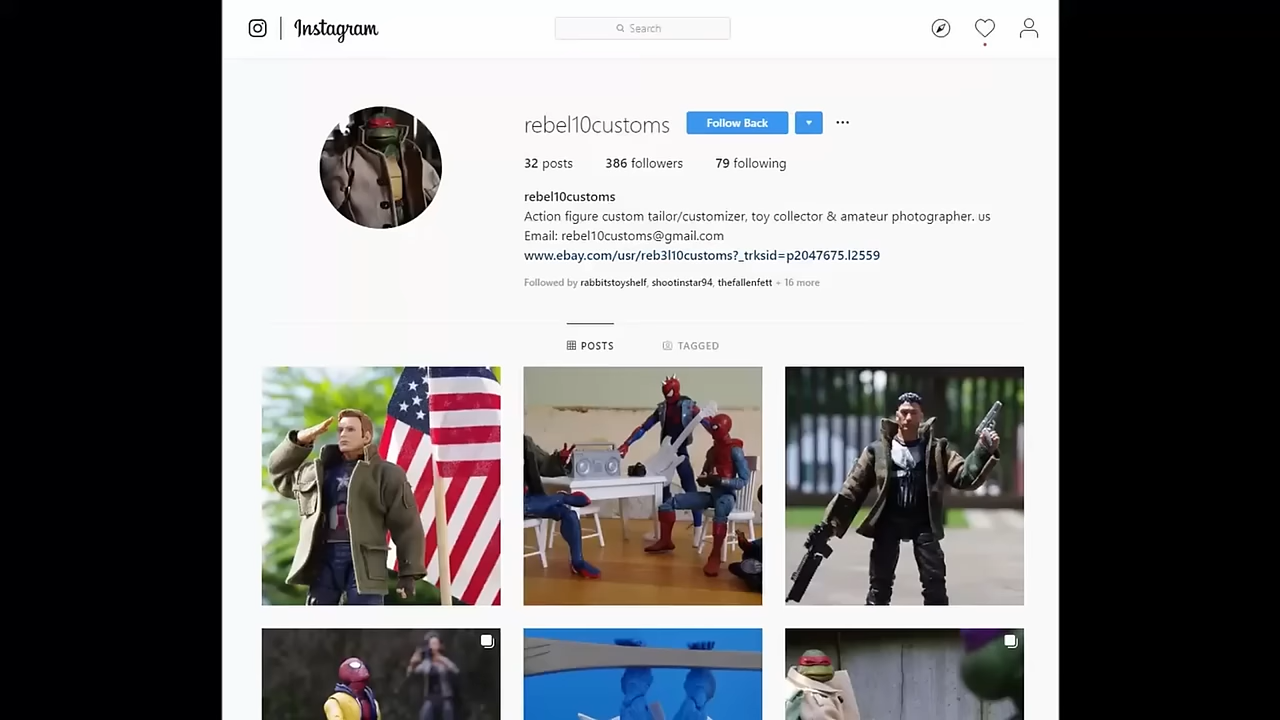 Instagram
Search
rebel10customs Follow Back
32 posts 386 followers 79 following
rebel10customs
Action figure custom tailor/customizer, toy collector & amateur photographer. us
Email: rebel10customs@gmail.com
www.ebay.com/usr/reb3l10customs?_trksid=p2047675.l2559
Followed by rabbitstoyshelf, shootinstar94, thefallenfett + 16 more
POSTS TAGGED